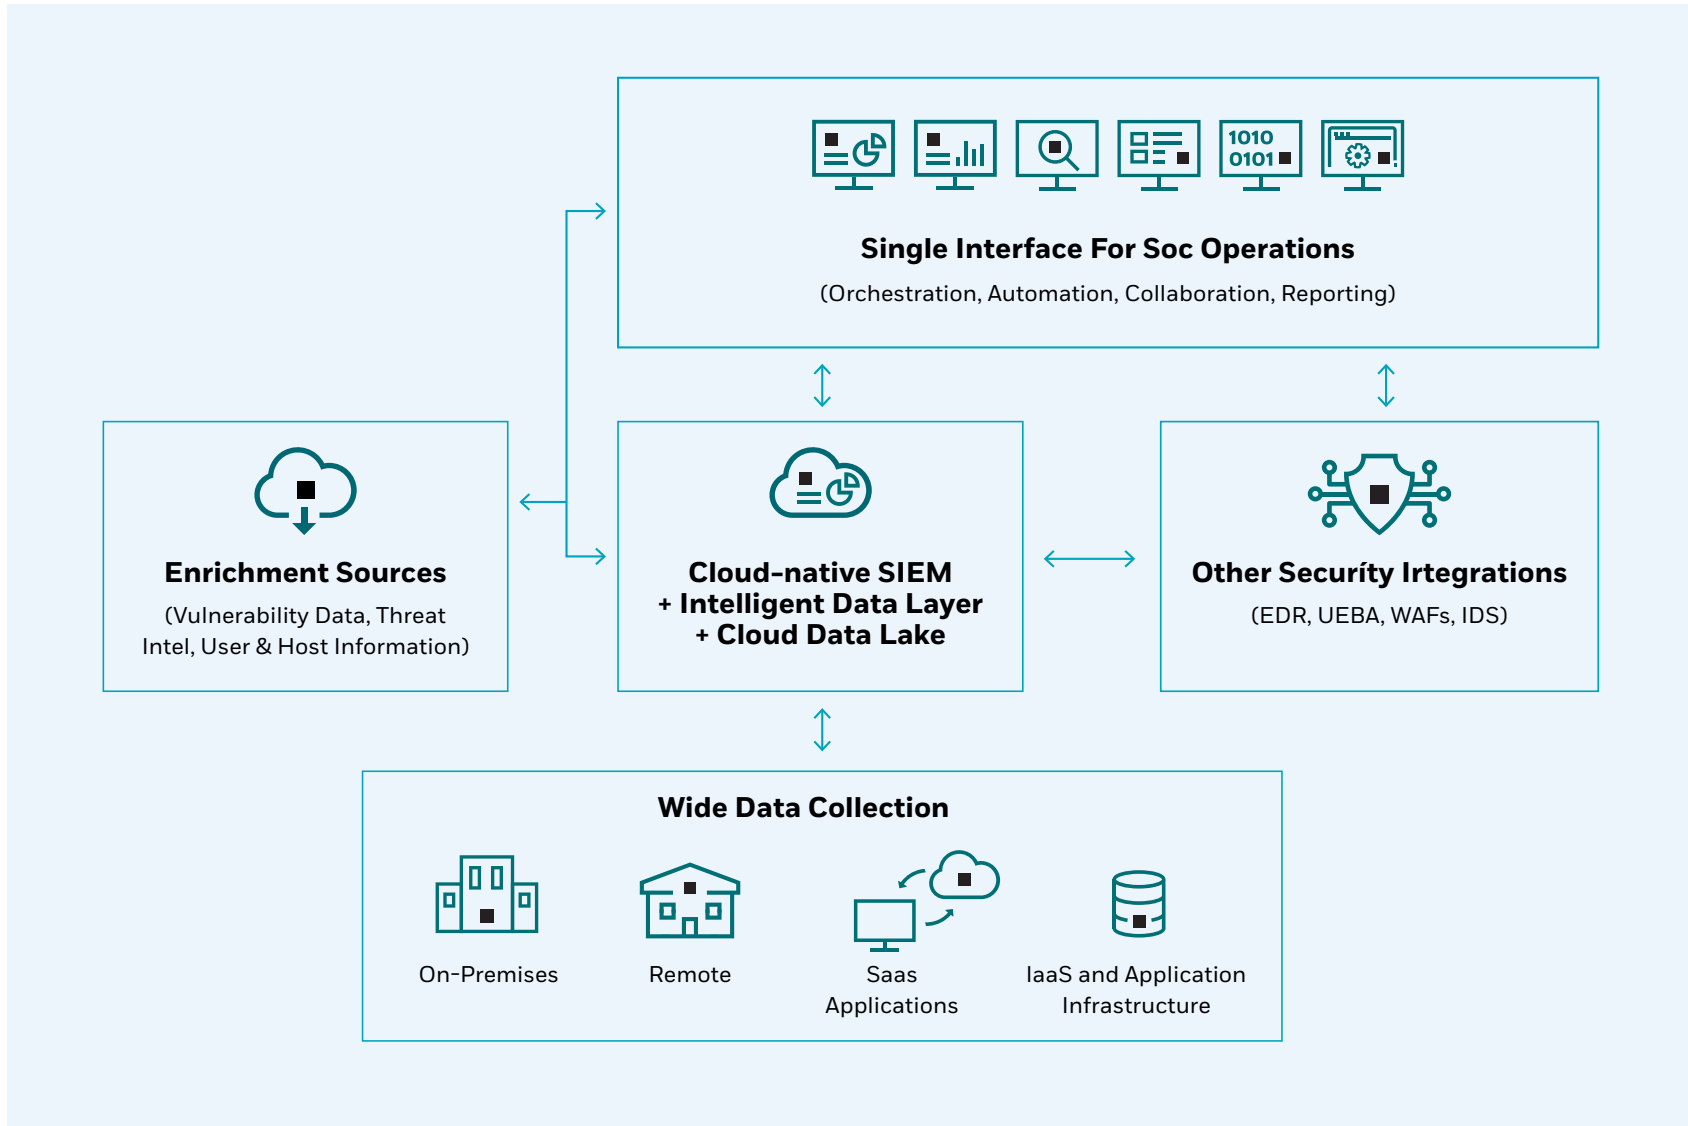 1010
0101
Single Interface For Soc Operations
(Orchestration, Automation, Collaboration, Reporting)
Enrichment Sources
(Vulnerability Data, Threat
Intel, User & Host Information)
Cloud-native SIEM
+ Intelligent Data Layer
+ Cloud Data Lake
Other Securíty Irtegrations
(EDR, UEBA, WAFs, IDS)
Wide Data Collection
On-Premises
Remote
Saas
Applications
IaaS and Application
Infrastructure